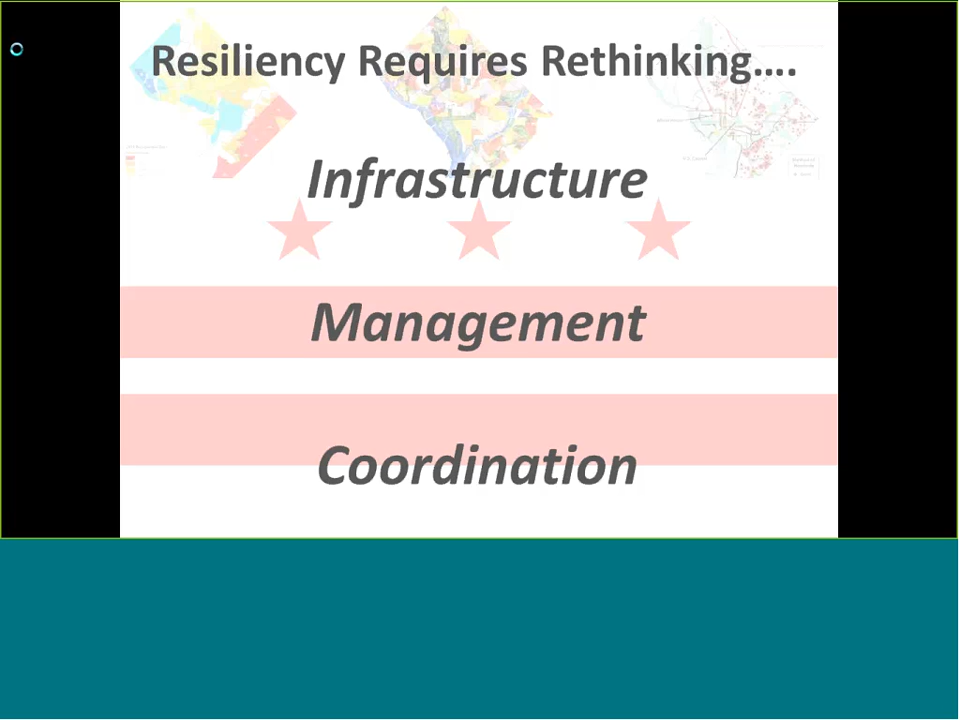 Resiliency Requires Rethinking....
Infrastructure
Management
Coordination